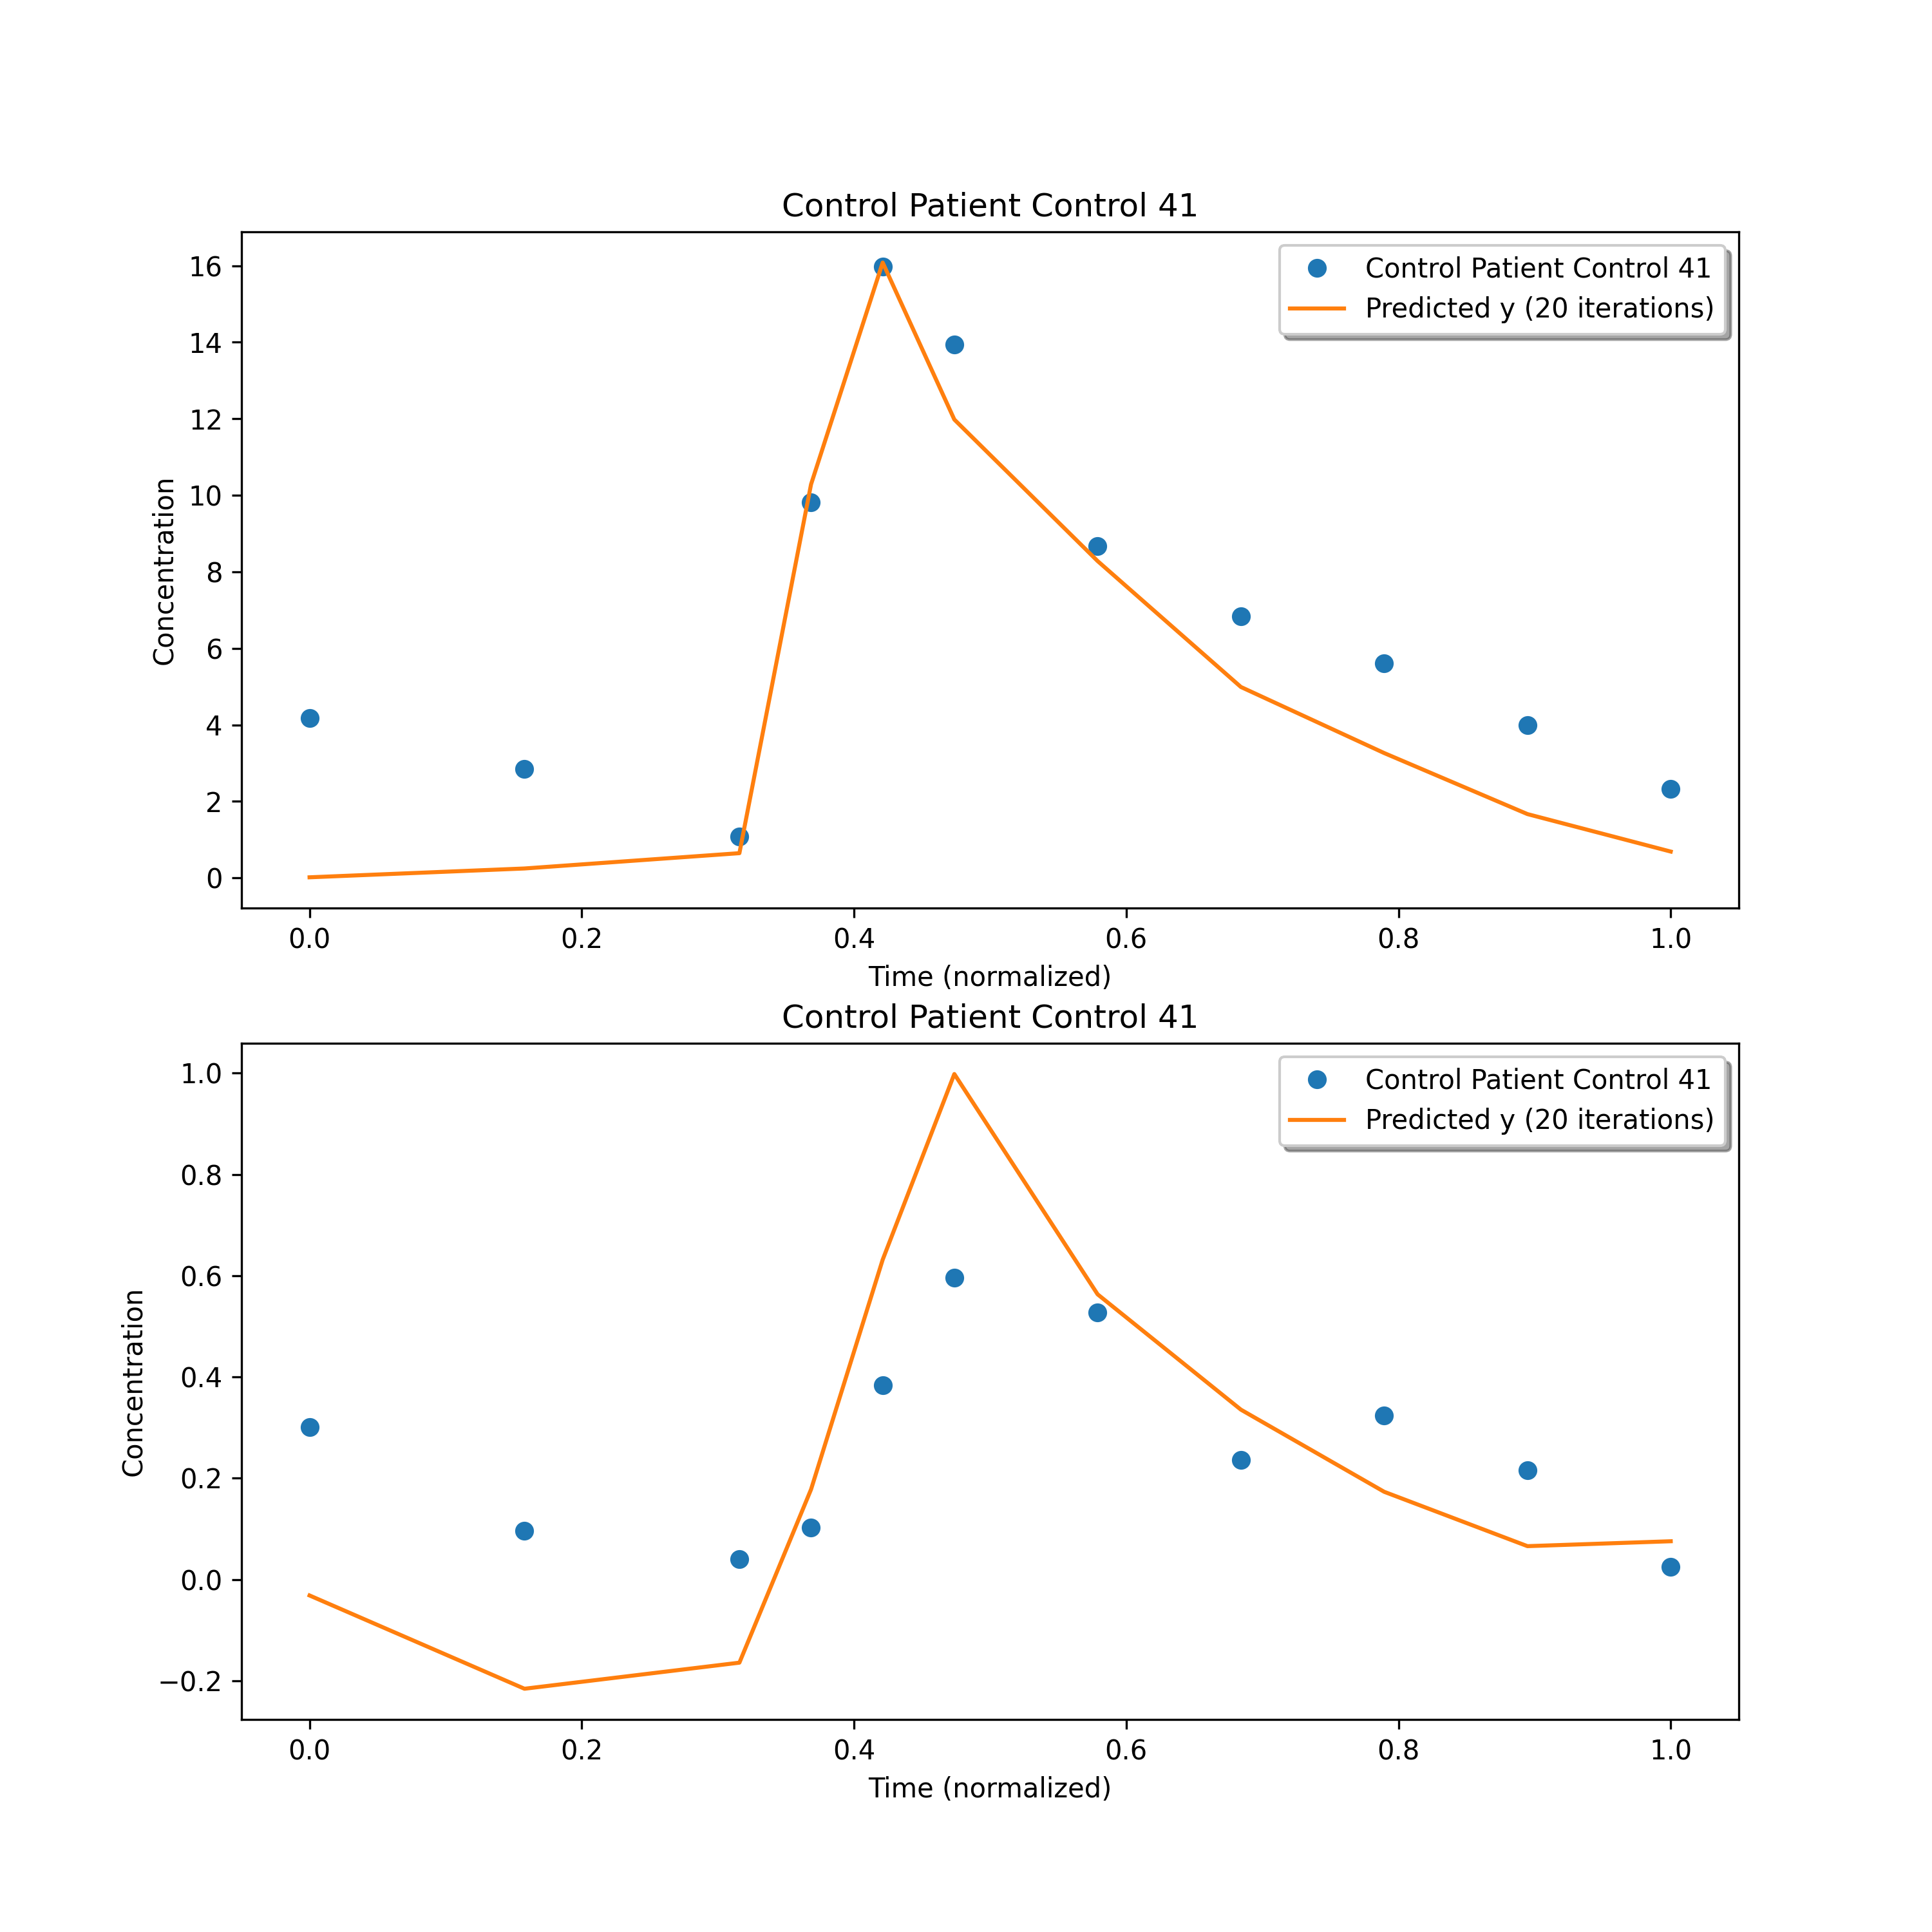 Control Patient Control 41
Control Patient Control 41
Predicted y (20 iterations)
16
14
12
10
8
6
4
2
0
Concentration
0.0 0.2 0.4 0.6 0.8 1.0
Time (normalized)
Control Patient Control 41
Control Patient Control 41
Predicted y (20 iterations)
1.0
0.8
0.6
0.4
0.2
0.0
−0.2
Concentration
0.0 0.2 0.4 0.6 0.8 1.0
Time (normalized)